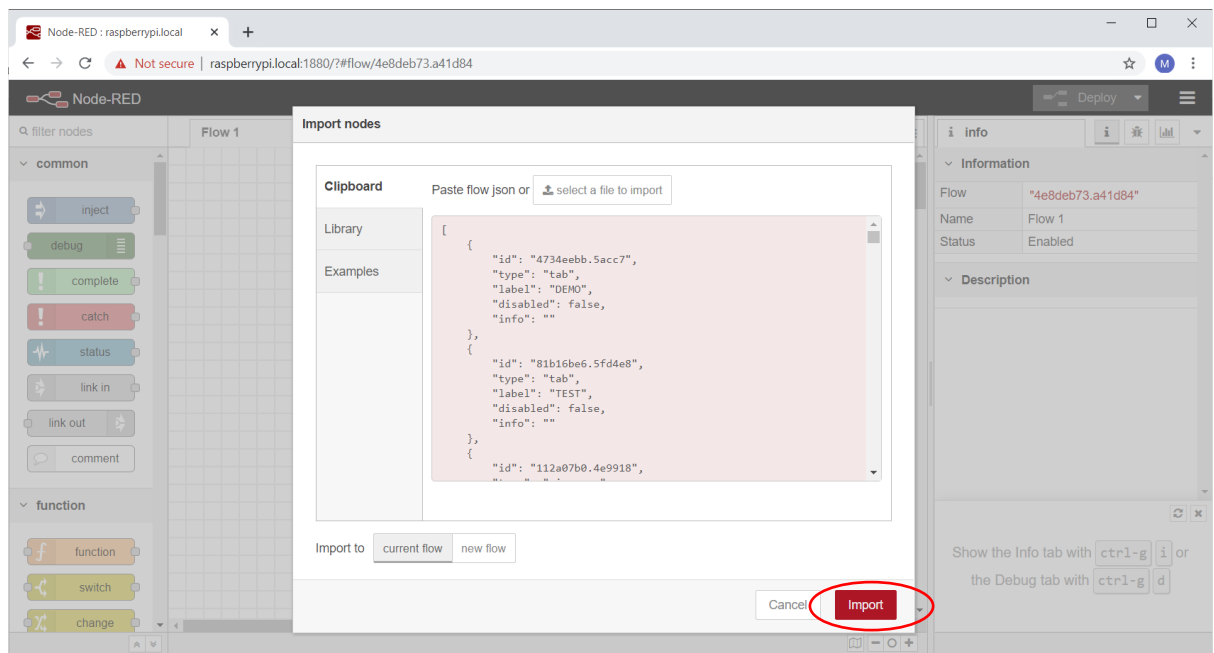 Node-RED : raspberrypi.local
Not secure | raspberrypi.local:1880/?#flow/4e8deb73.a41d84
M
Node-RED
Deploy
filter nodes
Flow 1
Import nodes
i info
i
common
inject
debug
complete
catch
status
link in
link out
comment
function
function
switch
change
Clipboard
Library
Examples
Paste flow json or
select a file to import
[
{
"id": "4734eebb.5acc7",
"type": "tab",
"label": "DEMO",
"disabled": false,
"info": ""
},
{
"id": "81b16be6.5fd4e8",
"type": "tab",
"label": "TEST",
"disabled": false,
"info": ""
},
{
"id": "112a07b0.4e9918",
Import to
current flow
new flow
Cancel
Import
Information
Flow "4e8deb73.a41d84"
Name Flow 1
Status Enabled
Description
Show the Info tab with ctrl-g i or
the Debug tab with ctrl-g d